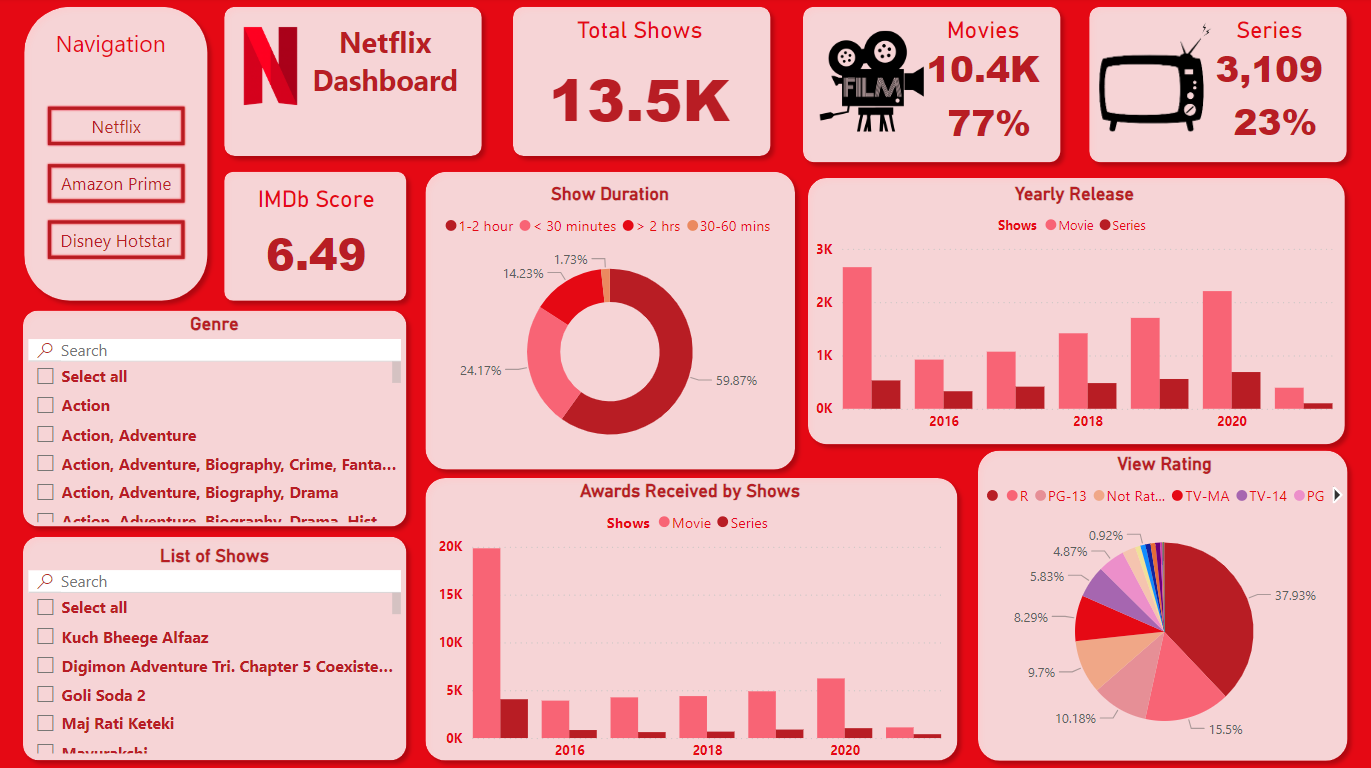 Navigation
Netflix
Amazon Prime
Disney Hotstar
Netflix
Dashboard
Total Shows
13.5K
FILM
Movies
10.4K
77%
Series
3,109
23%
IMDb Score
6.49
Show Duration
1-2 hour < 30 minutes > 2 hrs 30-60 mins
1.73%
14.23%
24.17%
59.87%
Yearly Release
Shows Movie Series
3K
2K
1K
0K
2016 2018 2020
Genre
Search
Select all
Action
Action, Adventure
Action, Adventure, Biography, Crime, Fanta...
Action, Adventure, Biography, Drama
Action, Adventure, Biography, Drama, Hist
List of Shows
Search
Select all
Kuch Bheege Alfaaz
Digimon Adventure Tri. Chapter 5 Coexiste...
Goli Soda 2
Maj Rati Keteki
Mayurakshi
Awards Received by Shows
Shows Movie Series
20K
15K
10K
5K
0K
2016 2018 2020
View Rating
R PG-13 Not Rat... TV-MA TV-14 PG
0.92%
4.87%
5.83%
8.29%
9.7%
10.18%
15.5%
37.93%